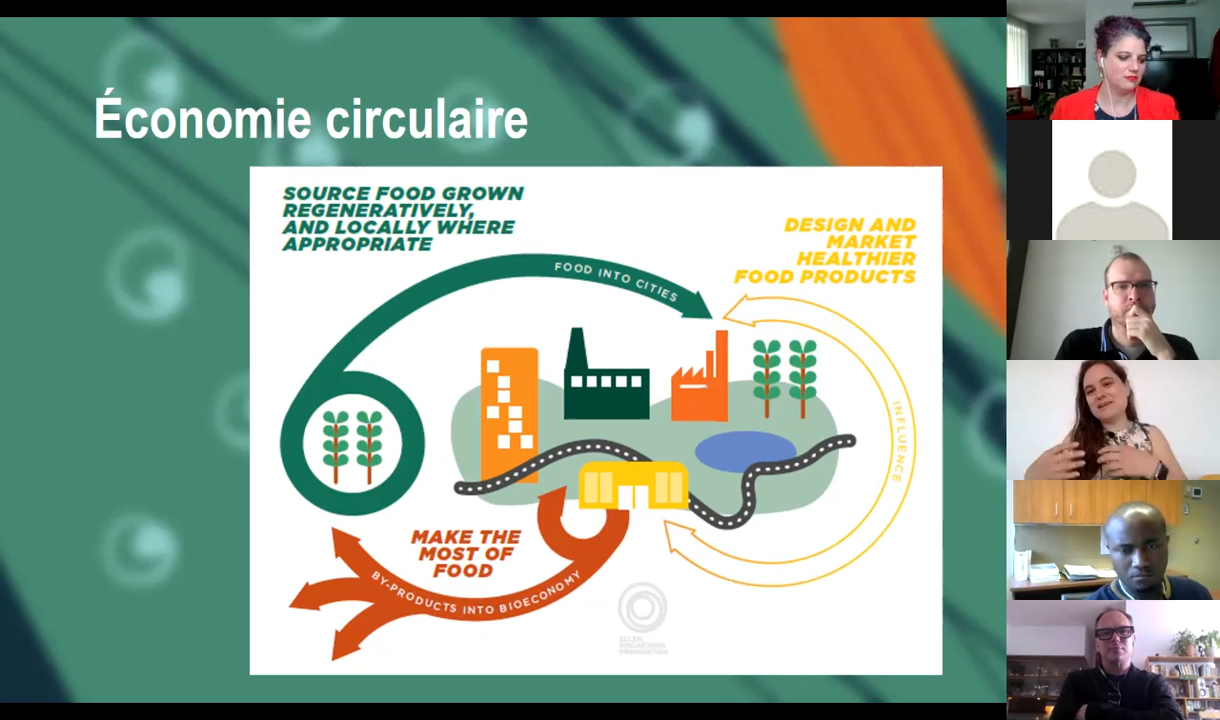 Économie circulaire
SOURCE FOOD GROWN
REGENERATIVELY,
AND LOCALLY WHERE
APPROPRIATE
DESIGN AND
MARKET
HEALTHIER
FOOD PRODUCTS
FOOD INTO CITIES
INFLUENCE
MAKE THE
MOST OF
FOOD
BY-PRODUCTS INTO BIOECONOMY
ELLEN
MACARTHUR
FOUNDATION